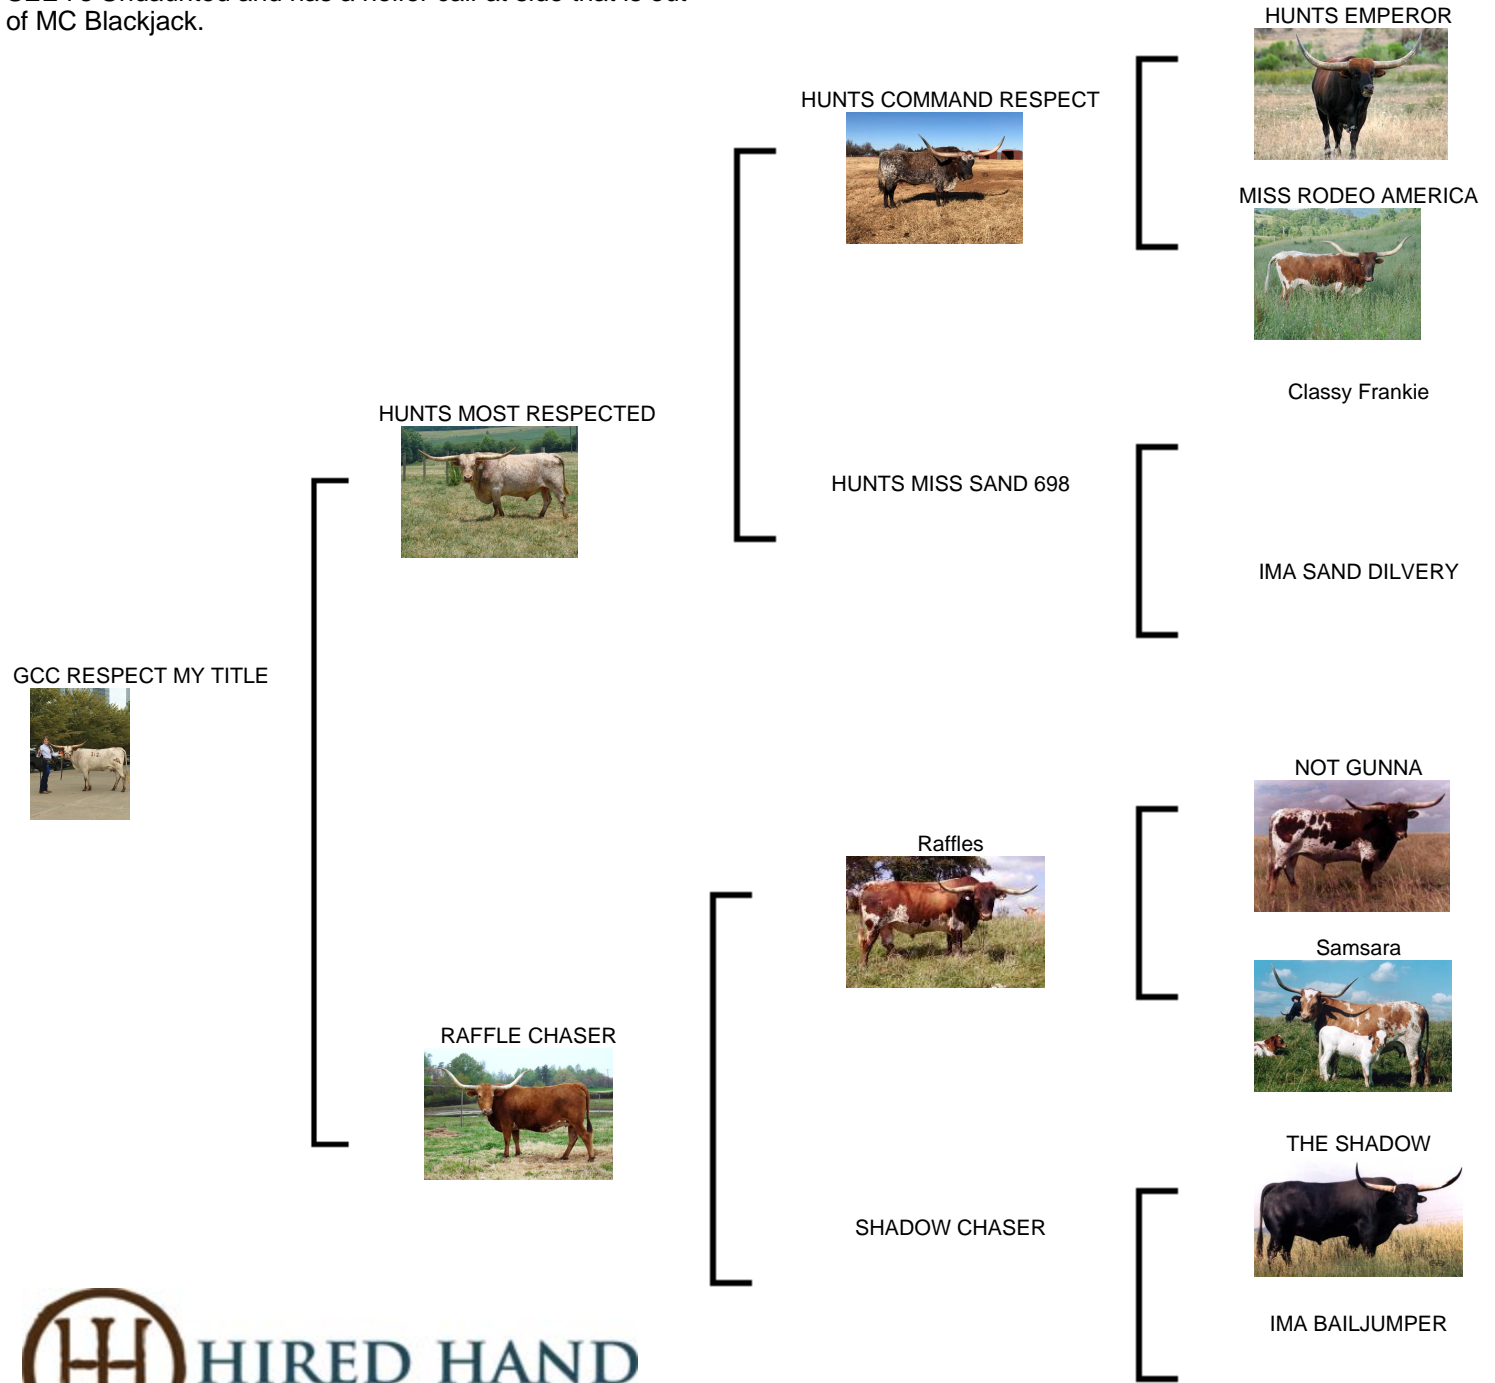 of MC Blackjack.
HUNTS EMPEROR
HUNTS COMMAND RESPECT
MISS RODEO AMERICA
Classy Frankie
HUNTS MOST RESPECTED
HUNTS MISS SAND 698
IMA SAND DILVERY
GCC RESPECT MY TITLE
NOT GUNNA
Raffles
Samsara
RAFFLE CHASER
THE SHADOW
SHADOW CHASER
IMA BAILJUMPER
HIRED HAND